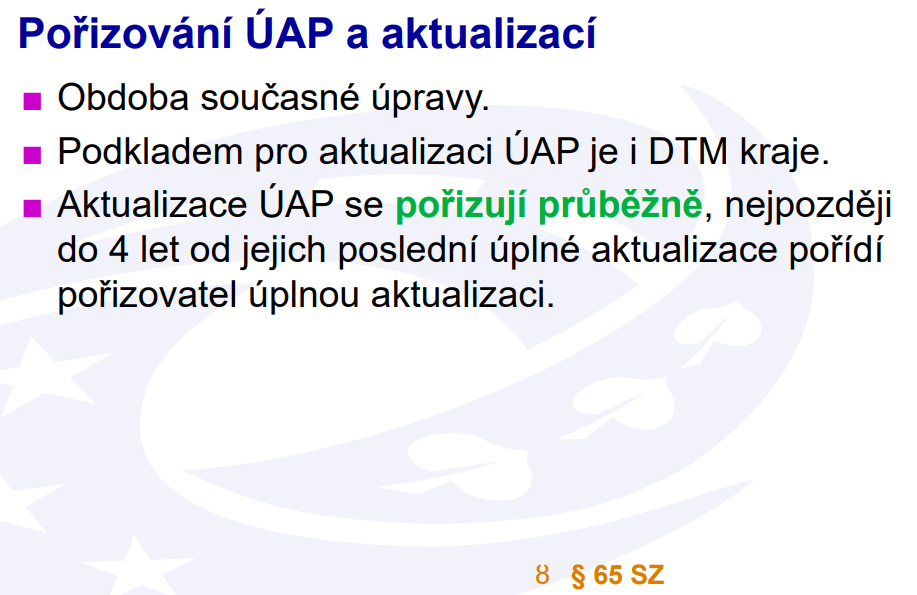 Pořizování ÚAP a aktualizací
■ Obdoba současné úpravy.
■ Podkladem pro aktualizaci ÚAP je i DTM kraje.
■ Aktualizace ÚAP se pořizují průběžně, nejpozději
do 4 let od jejich poslední úplné aktualizace pořídí
pořizovatel úplnou aktualizaci.
8 § 65 SZ